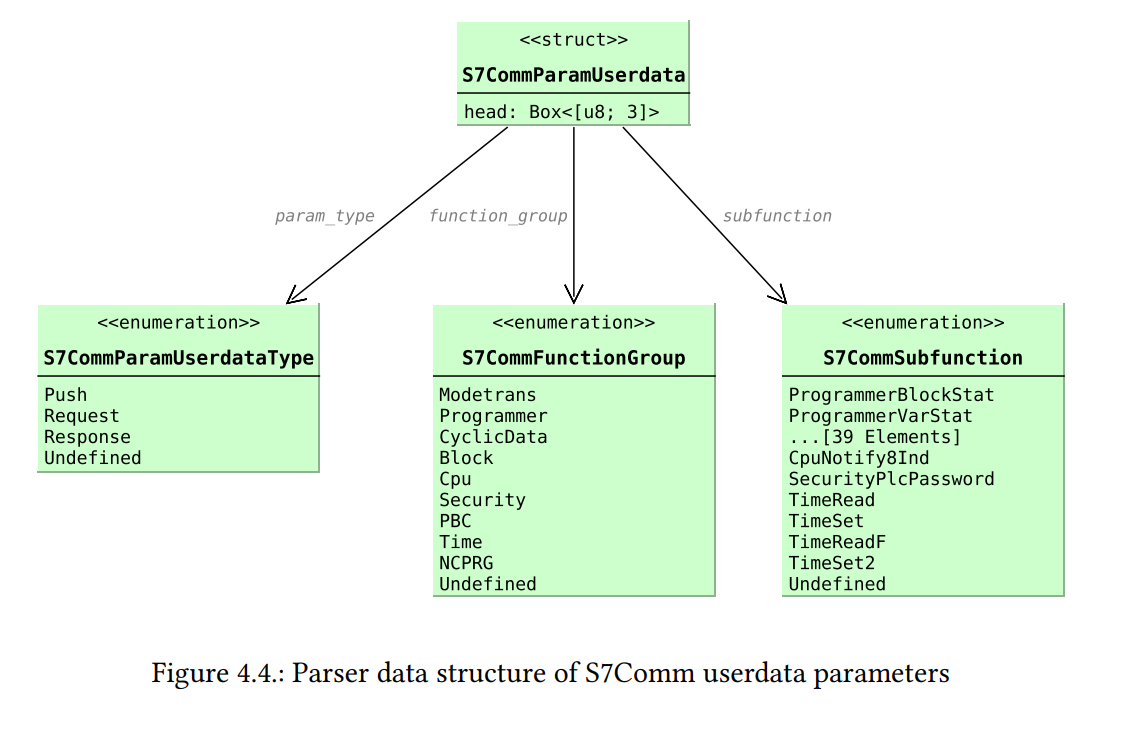 <<struct>>
S7CommParamUserdata
head: Box<[u8; 3]>
param_type
function_group
subfunction
<<enumeration>>
S7CommParamUserdataType
Push
Request
Response
Undefined
<<enumeration>>
S7CommFunctionGroup
Modetrans
Programmer
CyclicData
Block
Cpu
Security
PBC
Time
NCPRG
Undefined
<<enumeration>>
S7CommSubfunction
ProgrammerBlockStat
ProgrammerVarStat
...[39 Elements]
CpuNotify8Ind
SecurityPlcPassword
TimeRead
TimeSet
TimeReadF
TimeSet2
Undefined
Figure 4.4.: Parser data structure of S7Comm userdata parameters